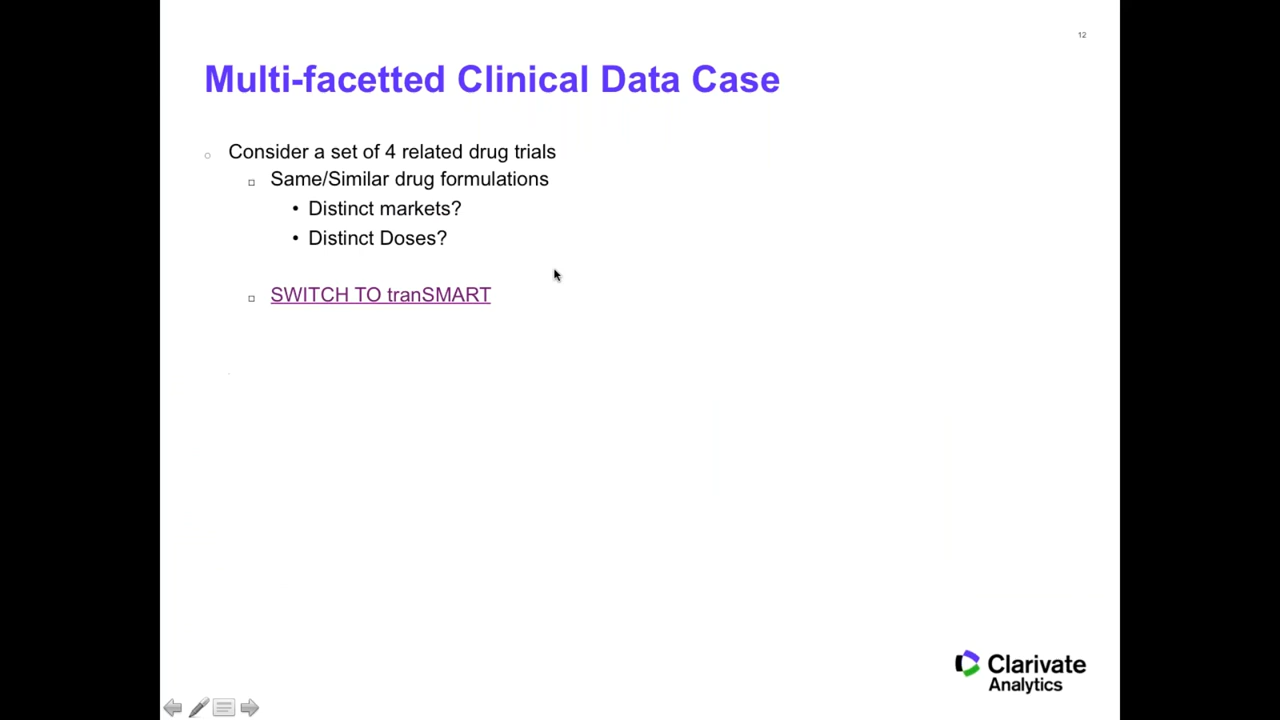 12
Multi-facetted Clinical Data Case
Consider a set of 4 related drug trials
Same/Similar drug formulations
• Distinct markets?
• Distinct Doses?
SWITCH TO tranSMART
Clarivate
Analytics